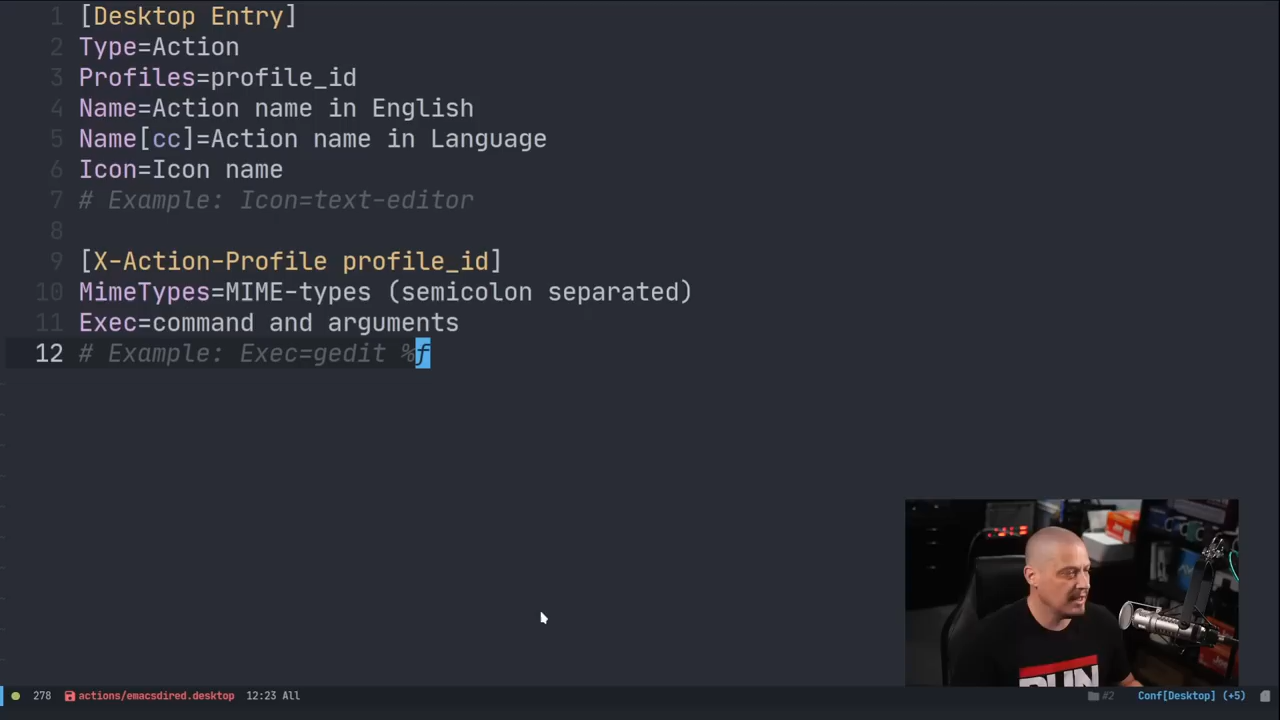 1 [Desktop Entry]
2 Type=Action
3 Profiles=profile_id
4 Name=Action name in English
5 Name[cc]=Action name in Language
6 Icon=Icon name
7 # Example: Icon=text-editor
8
9 [X-Action-Profile profile_id]
10 MimeTypes=MIME-types (semicolon separated)
11 Exec=command and arguments
12 # Example: Exec=gedit %f
RUN
278 actions/emacsdired.desktop 12:23 All #2 Conf[Desktop] (+5)